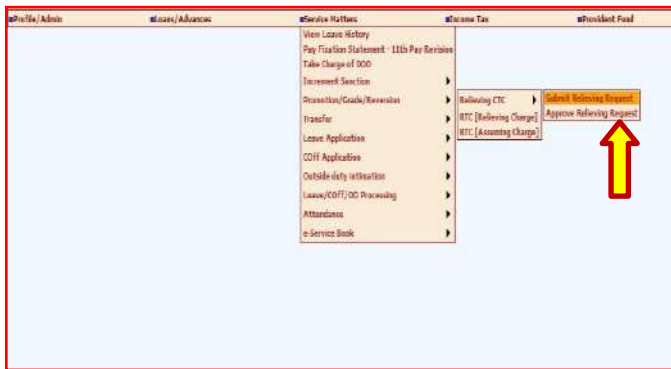 Profile/Admin
Loans/Advances
Service Matters
Income Tax
Provident Fund
View Leave History
Pay Fixation Statement - 11th Pay Revision
Take Charge of DDO
Increment Sanction
Promotion/Grade/Reversion
Transfer
Leave Application
COff Application
Outside duty intimation
Leave/COff/OD Processing
Attendance
e-Service Book
Relieving CTC
RTC [Relieving Charge]
RTC [Assuming Charge]
Submit Relieving Request
Approve Relieving Request